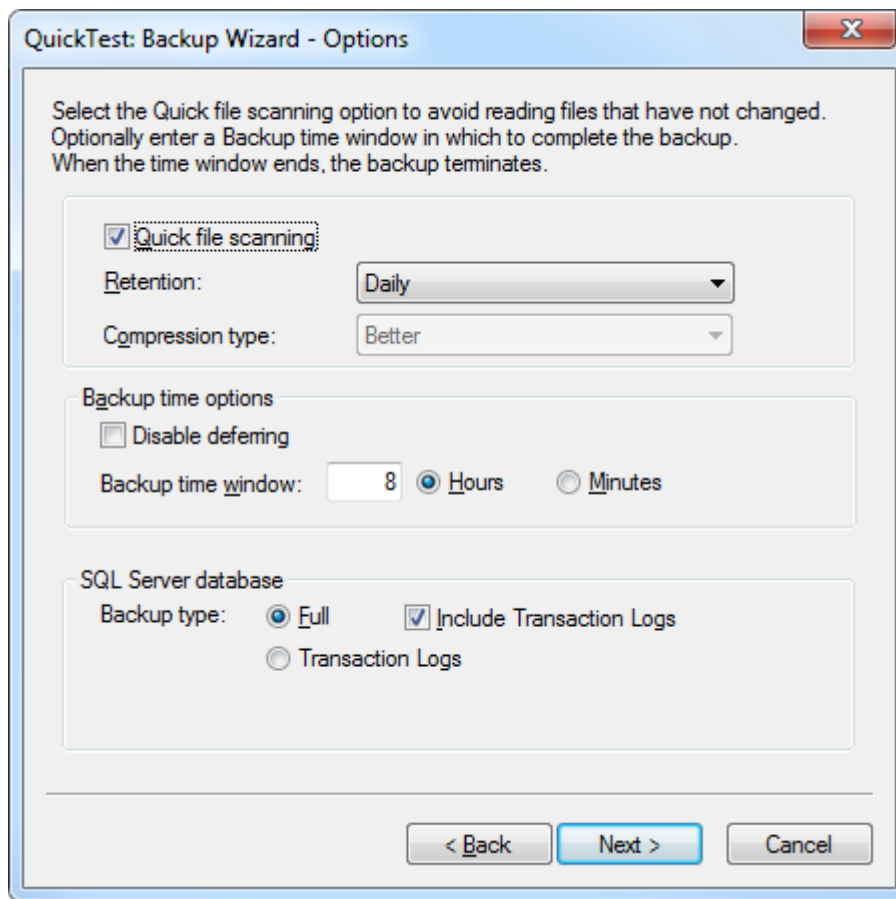 QuickTest: Backup Wizard - Options
Select the Quick file scanning option to avoid reading files that have not changed.
Optionally enter a Backup time window in which to complete the backup.
When the time window ends, the backup terminates.
Quick file scanning
Retention: Daily
Compression type: Better
Backup time options
Disable deferring
Backup time window: 8 Hours Minutes
SQL Server database
Backup type: Full Include Transaction Logs
Transaction Logs
< Back Next > Cancel